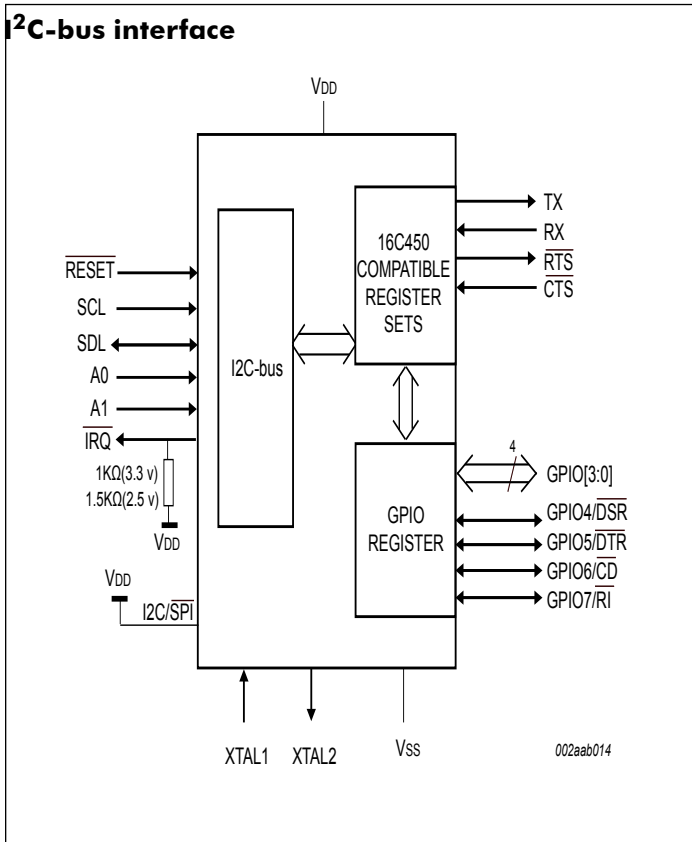 I²C-bus interface
VDD
RESET
SCL
SDL
A0
A1
IRQ
1KΩ(3.3 v)
1.5KΩ(2.5 v)
VDD
VDD
I2C/SPI
I2C-bus
16C450
COMPATIBLE
REGISTER
SETS
GPIO
REGISTER
TX
RX
RTS
CTS
4
GPIO[3:0]
GPIO4/DSR
GPIO5/DTR
GPIO6/CD
GPIO7/RI
XTAL1
XTAL2
VSS
002aab014